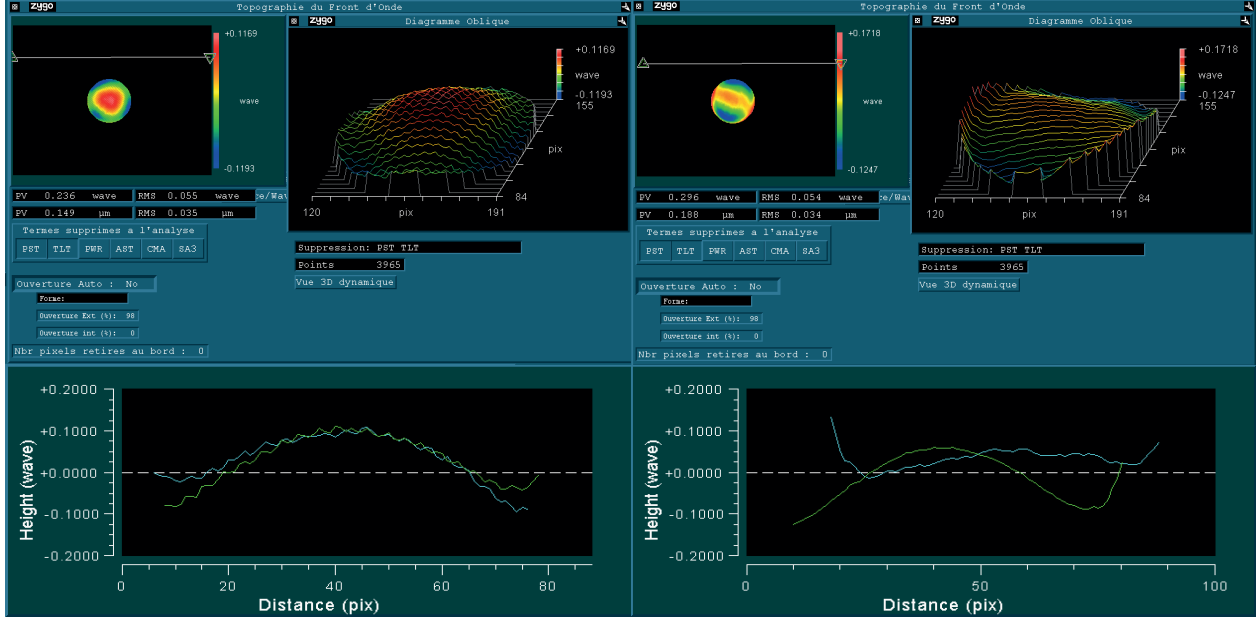 zygo Topographie du Front d'Onde
zygo Diagramme Oblique
+0.1169
wave
-0.1193
+0.1169
wave
-0.1193
155
pix
84
120 pix 191
PV 0.236 wave RMS 0.055 wave
PV 0.149 µm RMS 0.035 µm
Termes supprimes a l'analyse
PST TLT PWR AST CMA SA3
Suppression: PST TLT
Points 3965
Vue 3D dynamique
Ouverture Auto : No
Forme:
Ouverture Ext (%): 98
Ouverture int (%): 0
Nbr pixels retires au bord : 0
+0.2000
+0.1000
+0.0000
-0.1000
-0.2000
Height (wave)
0 20 40 60 80
Distance (pix)
zygo Topographie du Front d'Onde
zygo Diagramme Oblique
+0.1718
wave
-0.1247
+0.1718
wave
-0.1247
155
pix
84
120 pix 191
PV 0.296 wave RMS 0.054 wave
PV 0.188 µm RMS 0.034 µm
Termes supprimes a l'analyse
PST TLT PWR AST CMA SA3
Suppression: PST TLT
Points 3965
Vue 3D dynamique
Ouverture Auto : No
Forme:
Ouverture Ext (%): 98
Ouverture int (%): 0
Nbr pixels retires au bord : 0
+0.2000
+0.1000
+0.0000
-0.1000
-0.2000
Height (wave)
0 50 100
Distance (pix)